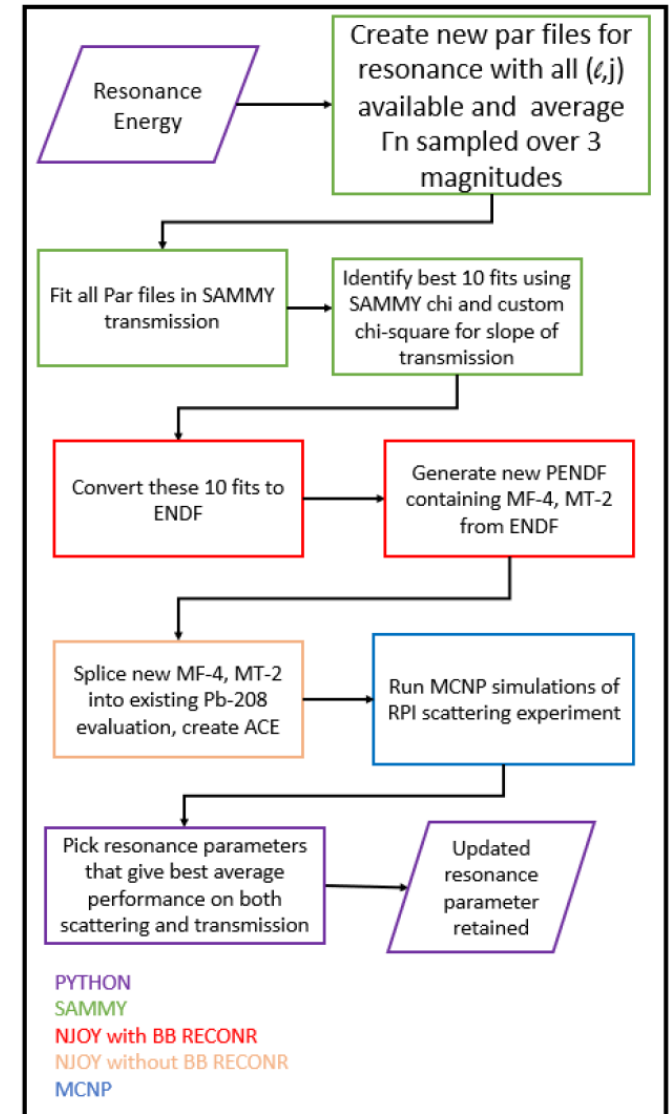 Resonance
Energy
Create new par files for
resonance with all (ℓ,j)
available and average
Γn sampled over 3
magnitudes
Fit all Par files in SAMMY
transmission
Identify best 10 fits using
SAMMY chi and custom
chi-square for slope of
transmission
Convert these 10 fits to
ENDF
Generate new PENDF
containing MF-4, MT-2
from ENDF
Splice new MF-4, MT-2
into existing Pb-208
evaluation, create ACE
Run MCNP simulations of
RPI scattering experiment
Pick resonance parameters
that give best average
performance on both
scattering and transmission
Updated
resonance
parameter
retained
PYTHON
SAMMY
NJOY with BB RECONR
NJOY without BB RECONR
MCNP